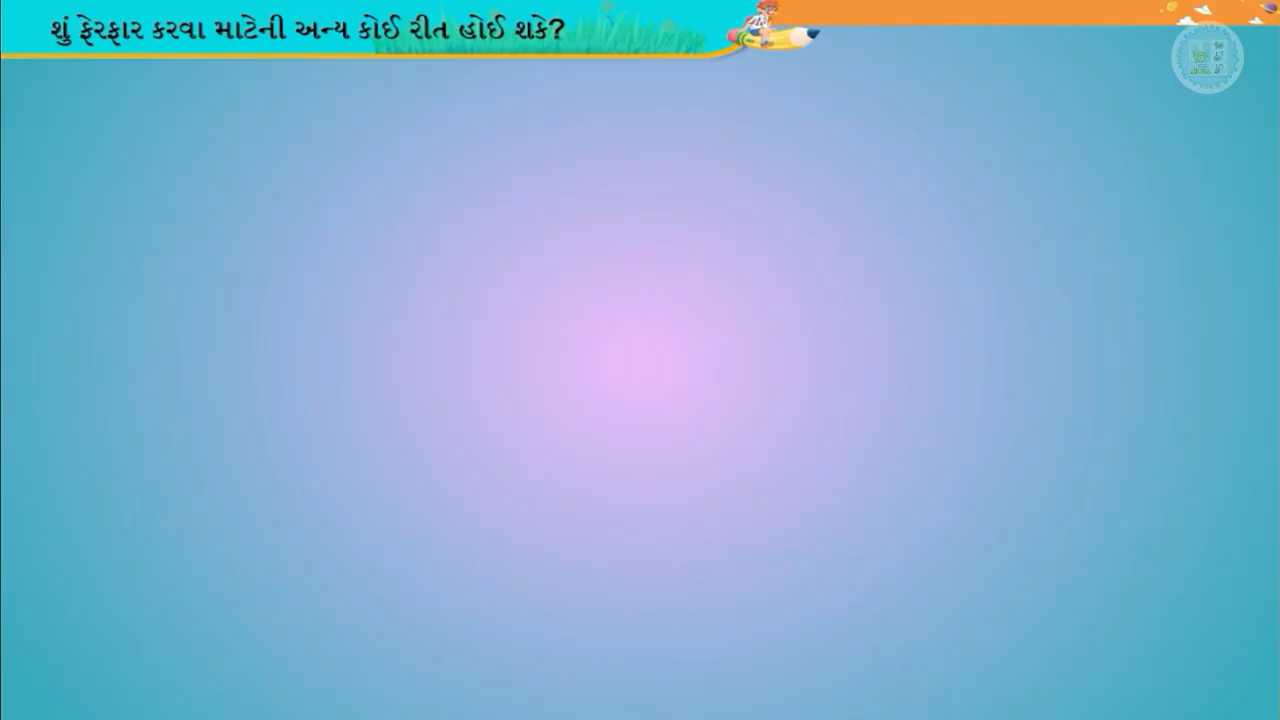 શું ફેરફાર કરવા માટેની અન્ય કોઈ રીત હોઈ શકે?